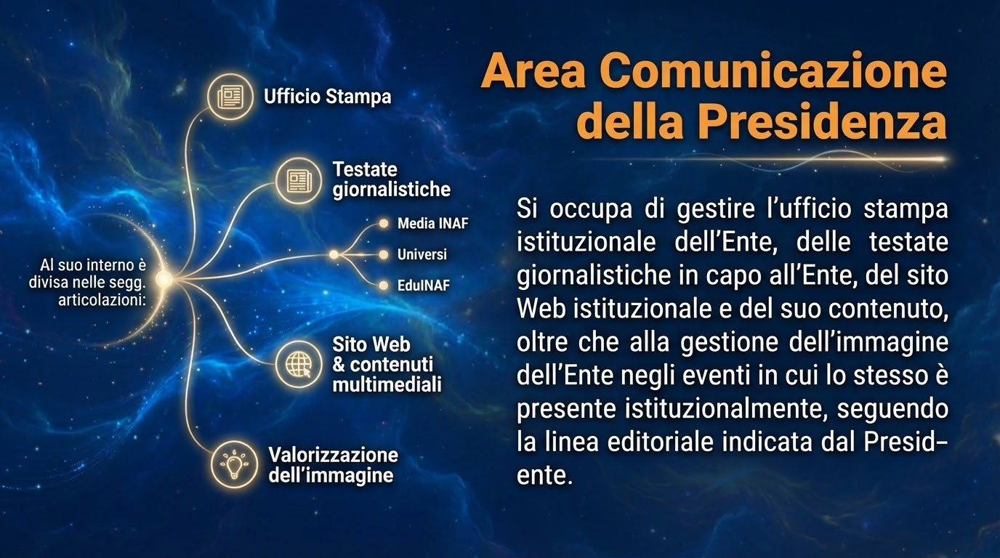 Area Comunicazione
della Presidenza
Al suo interno è
divisa nelle segg.
articolazioni:
Ufficio Stampa
Testate
giornalistiche
Media INAF
Universi
EduINAF
Sito Web
& contenuti
multimediali
Valorizzazione
dell'immagine
Si occupa di gestire l'ufficio stampa
istituzionale dell'Ente, delle testate
giornalistiche in capo all'Ente, del sito
Web istituzionale e del suo contenuto,
oltre che alla gestione dell'immagine
dell'Ente negli eventi in cui lo stesso è
presente istituzionalmente, seguendo
la linea editoriale indicata dal Presid-
ente.